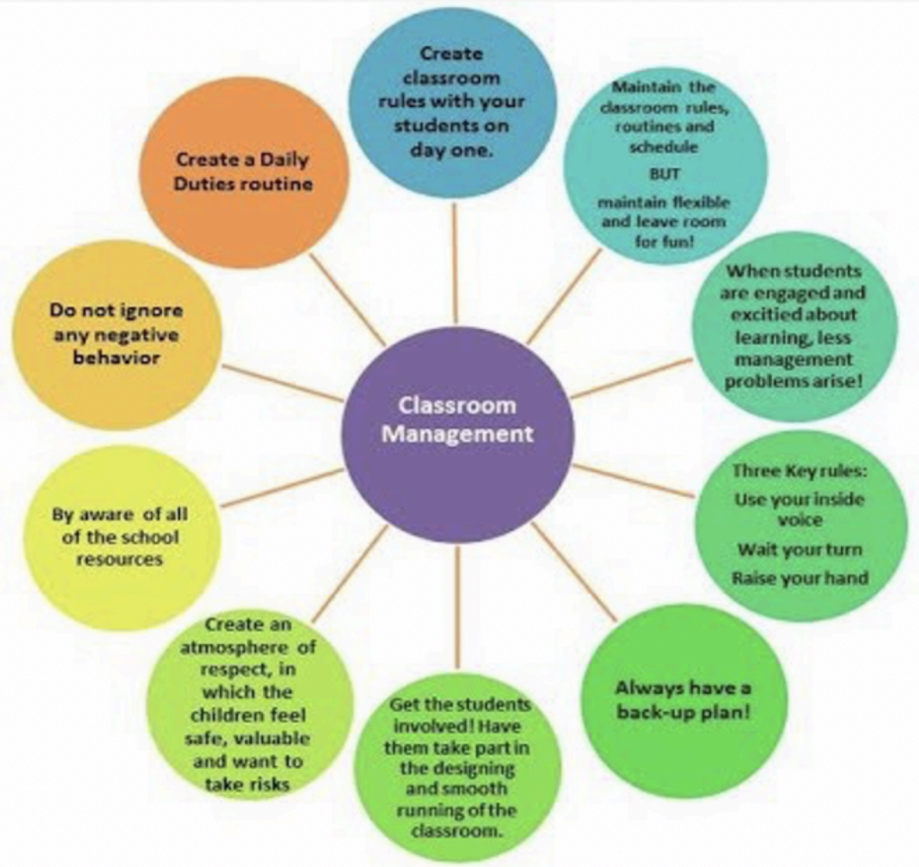 Create
classroom
rules with your
students on
day one.
Maintain the
classroom rules,
routines and
schedule
BUT
maintain flexible
and leave room
for fun!
When students
are engaged and
excitied about
learning, less
management
problems arise!
Three Key rules:
Use your inside
voice
Wait your turn
Raise your hand
Always have a
back-up plan!
Get the students
involved! Have
them take part in
the designing
and smooth
running of the
classroom.
Create an
atmosphere of
respect, in
which the
children feel
safe, valuable
and want to
take risks
By aware of all
of the school
resources
Do not ignore
any negative
behavior
Create a Daily
Duties routine
Classroom
Management